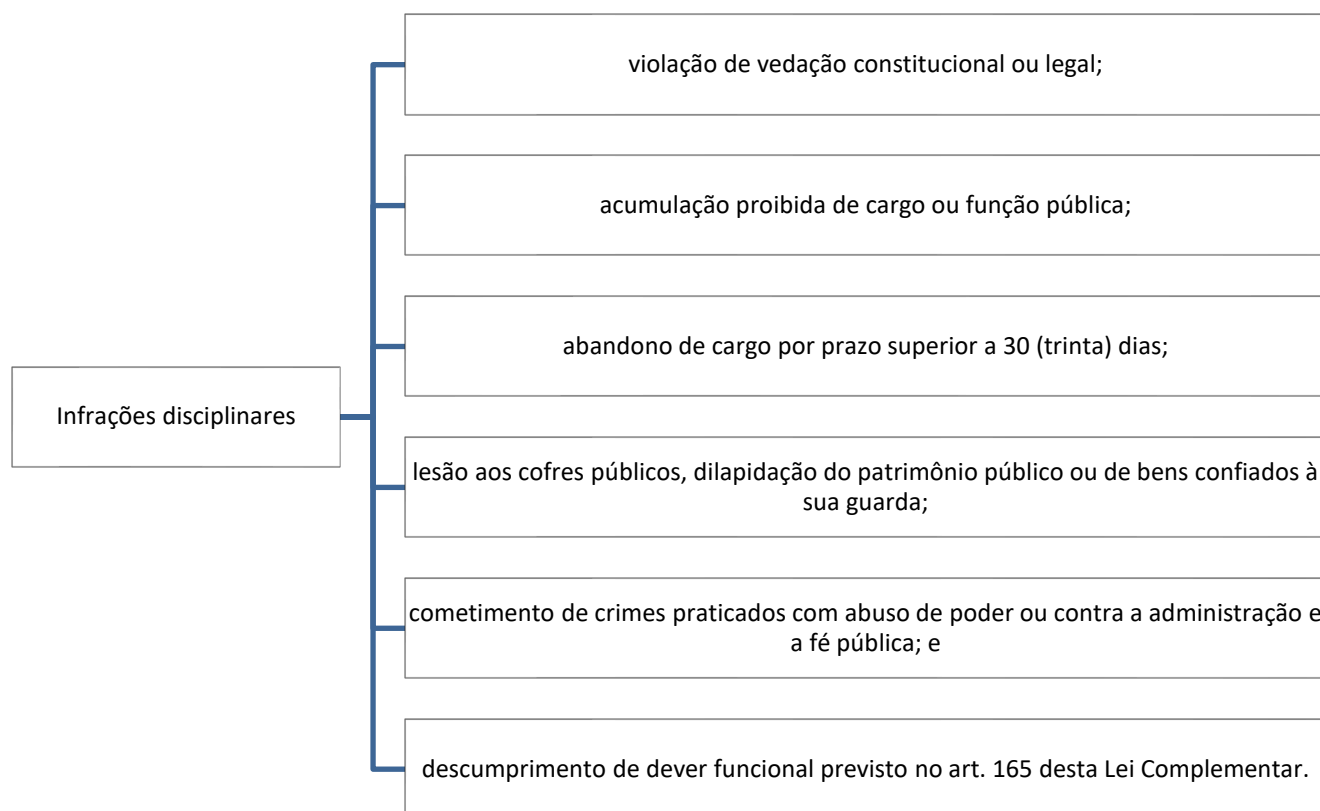 violação de vedação constitucional ou legal;
acumulação proibida de cargo ou função pública;
abandono de cargo por prazo superior a 30 (trinta) dias;
Infrações disciplinares
lesão aos cofres públicos, dilapidação do patrimônio público ou de bens confiados à
sua guarda;
cometimento de crimes praticados com abuso de poder ou contra a administração e
a fé pública; e
descumprimento de dever funcional previsto no art. 165 desta Lei Complementar.